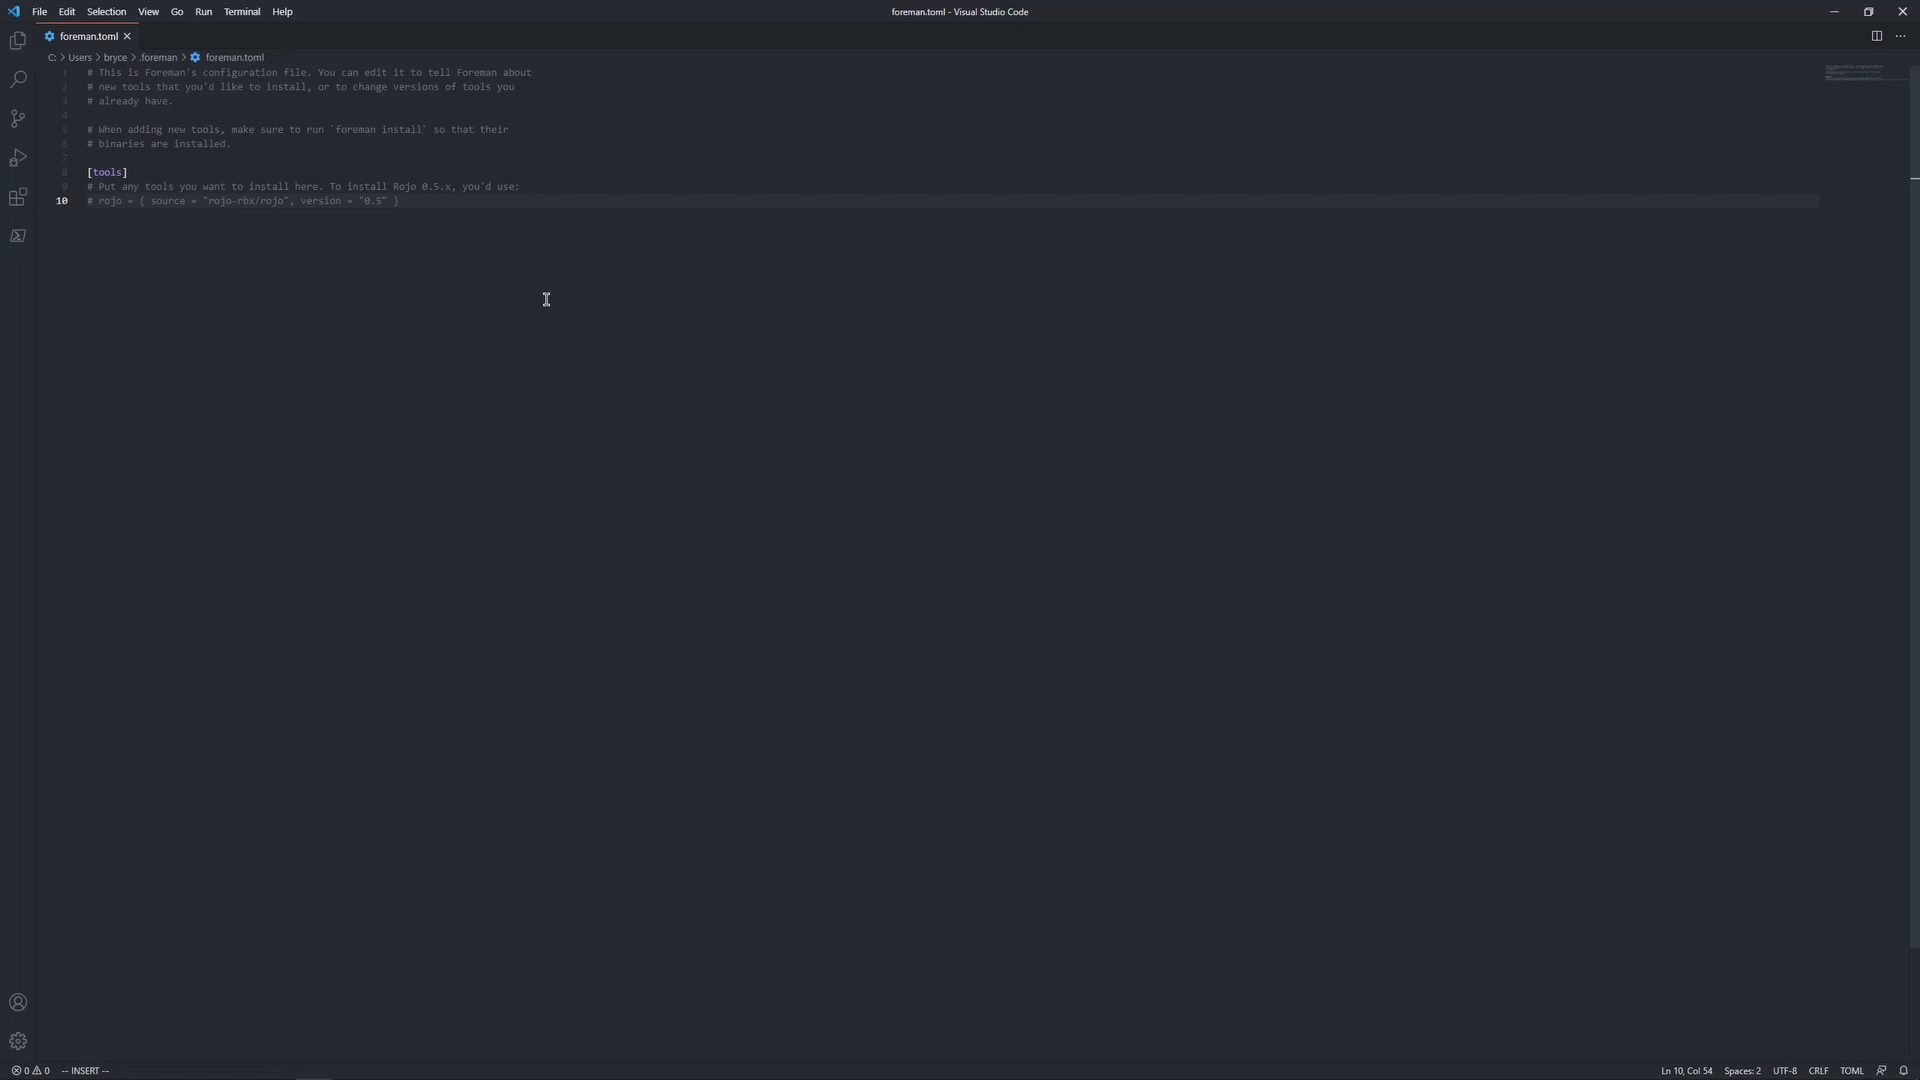 File Edit Selection View Go Run Terminal Help
foreman.toml - Visual Studio Code
foreman.toml
C: > Users > bryce > .foreman > foreman.toml
1 # This is Foreman's configuration file. You can edit it to tell Foreman about
2 # new tools that you'd like to install, or to change versions of tools you
3 # already have.
4
5 # When adding new tools, make sure to run `foreman install` so that their
6 # binaries are installed.
7
8 [tools]
9 # Put any tools you want to install here. To install Rojo 0.5.x, you'd use:
10 # rojo = { source = "rojo-rbx/rojo", version = "0.5" }
0 0 -- INSERT -- Ln 10, Col 54 Spaces: 2 UTF-8 CRLF TOML